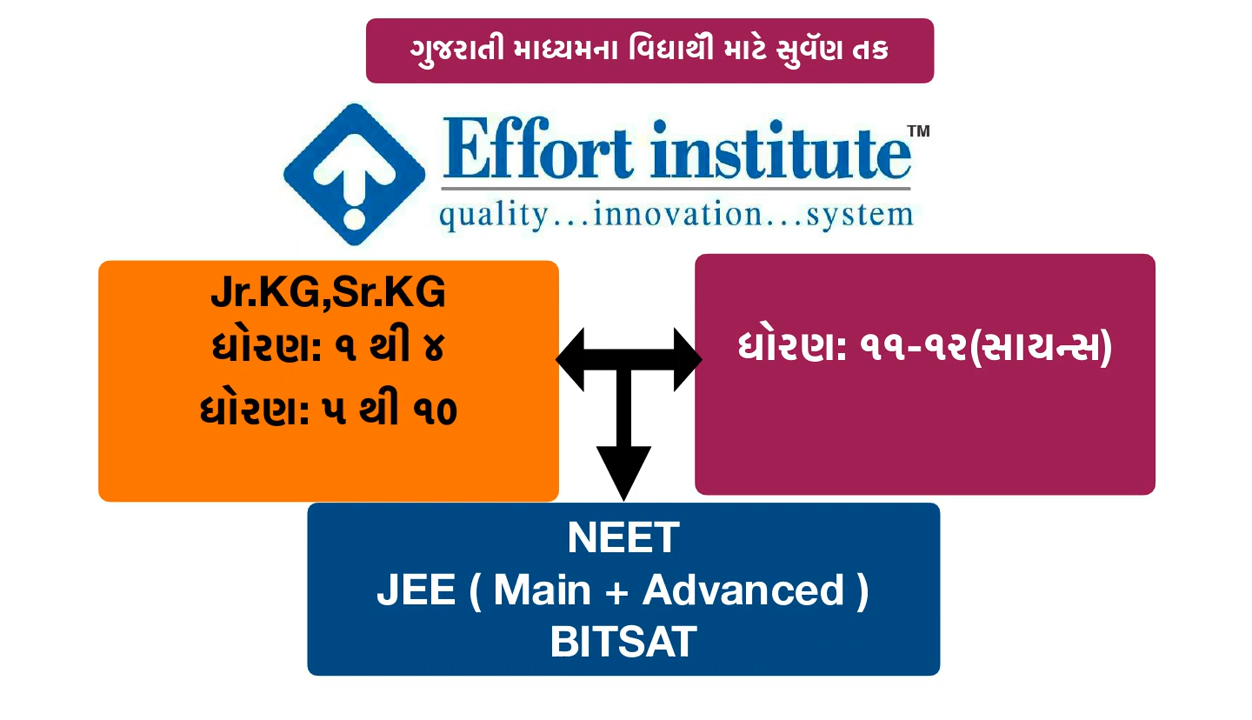 ગુજરાતી માધ્યમના વિદ્યાર્થી માટે સુવૅણ તક
Effort institute™
quality...innovation...system
Jr.KG,Sr.KG
ધોરણ: ૧ થી ૪
ધોરણ: ૫ થી ૧૦
ધોરણ: ૧૧-૧૨(સાયન્સ)
NEET
JEE ( Main + Advanced )
BITSAT